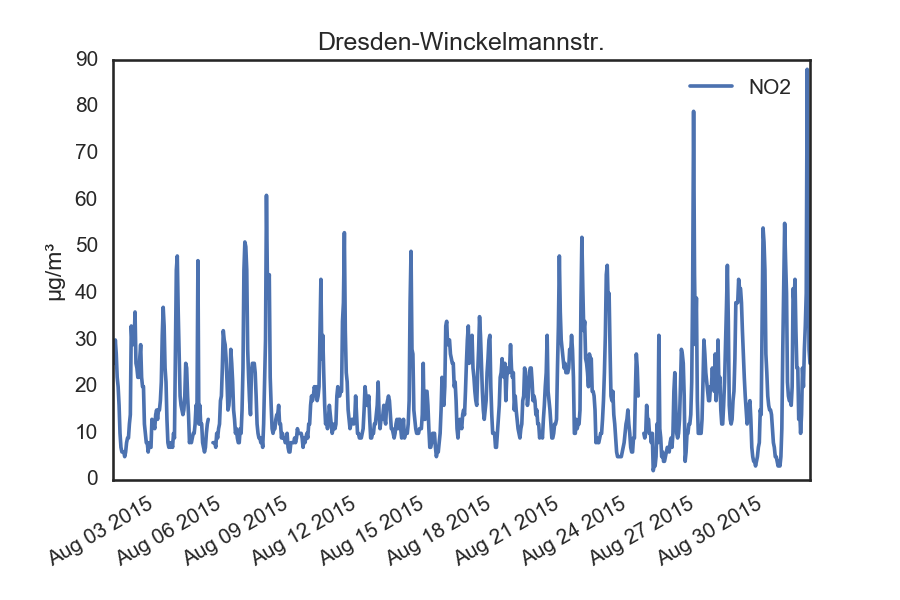 Dresden-Winckelmannstr.
NO2
µg/m³
90
80
70
60
50
40
30
20
10
0
Aug 03 2015
Aug 06 2015
Aug 09 2015
Aug 12 2015
Aug 15 2015
Aug 18 2015
Aug 21 2015
Aug 24 2015
Aug 27 2015
Aug 30 2015